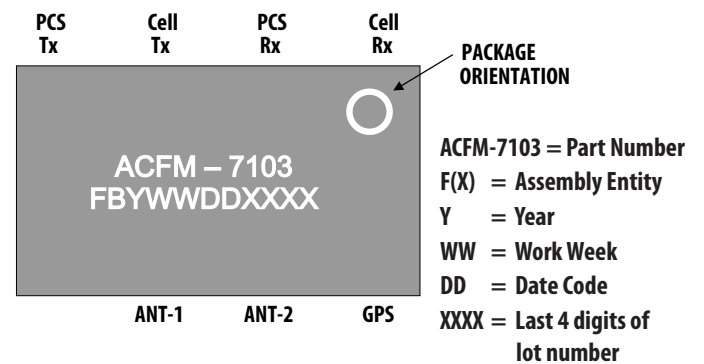 PCS Cell PCS Cell
Tx Tx Rx Rx
PACKAGE
ORIENTATION
ACFM – 7103
FBYWWDDXXXX
ANT-1 ANT-2 GPS
ACFM-7103 = Part Number
F(X) = Assembly Entity
Y = Year
WW = Work Week
DD = Date Code
XXXX = Last 4 digits of
lot number